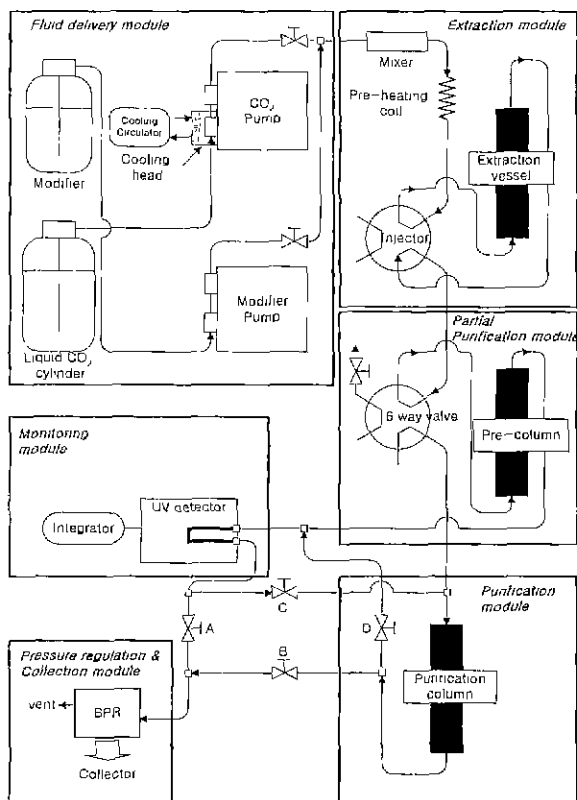 Fluid delivery module
Modifier
Cooling
Circulator
Cooling
head
CO2
Pump
Liquid CO2
cylinder
Modifier
Pump
Extraction module
Mixer
Pre-heating
coil
Extraction
vessel
Injector
Partial
Purification module
6 way valve
Pre-column
Monitoring
module
UV detector
Integrator
A
C
B
D
Purification
module
Purification
column
Pressure regulation &
Collection module
vent
BPR
Collector